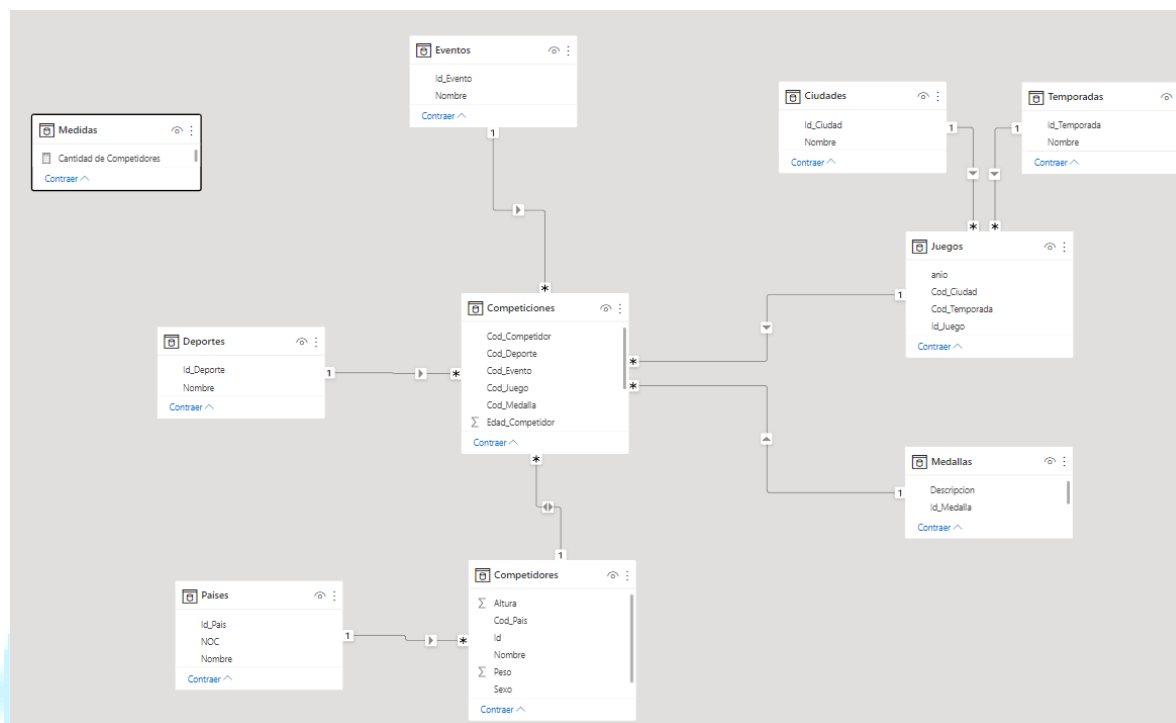 Eventos
Id_Evento
Nombre
Contraer
1
*
Medidas
Cantidad de Competidores
Contraer
Ciudades
Id_Ciudad
Nombre
Contraer
1
*
Temporadas
Id_Temporada
Nombre
Contraer
1
*
Juegos
anio
Cod_Ciudad
Cod_Temporada
Id_Juego
Contraer
1
*
Competiciones
Cod_Competidor
Cod_Deporte
Cod_Evento
Cod_Juego
Cod_Medalla
Σ Edad_Competidor
Contraer
*
Deportes
Id_Deporte
Nombre
Contraer
1
*
Medallas
Descripcion
Id_Medalla
Contraer
1
*
Paises
Id_Pais
NOC
Nombre
Contraer
1
*
Competidores
Σ Altura
Cod_Pais
Id
Nombre
Σ Peso
Sexo
Contraer
1